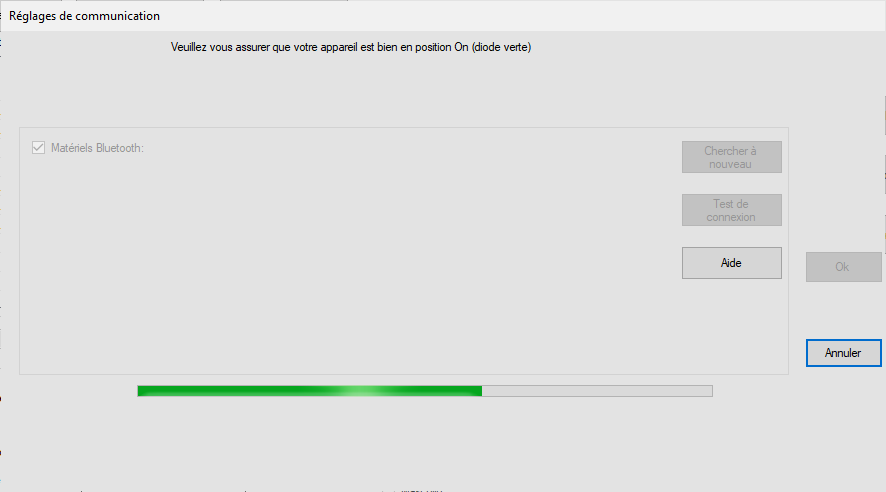 Réglages de communication
Veuillez vous assurer que votre appareil est bien en position On (diode verte)
Matériels Bluetooth:
Chercher à
nouveau
Test de
connexion
Aide
Ok
Annuler